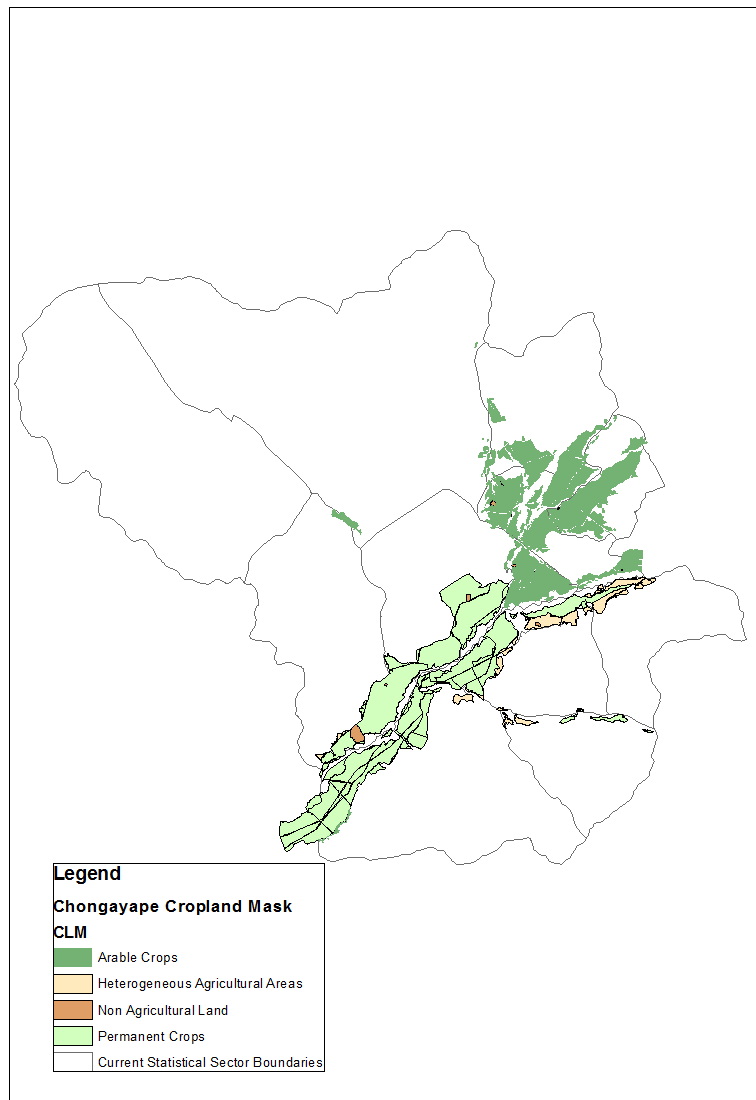 Legend
Chongayape Cropland Mask
CLM
Arable Crops
Heterogeneous Agricultural Areas
Non Agricultural Land
Permanent Crops
Current Statistical Sector Boundaries